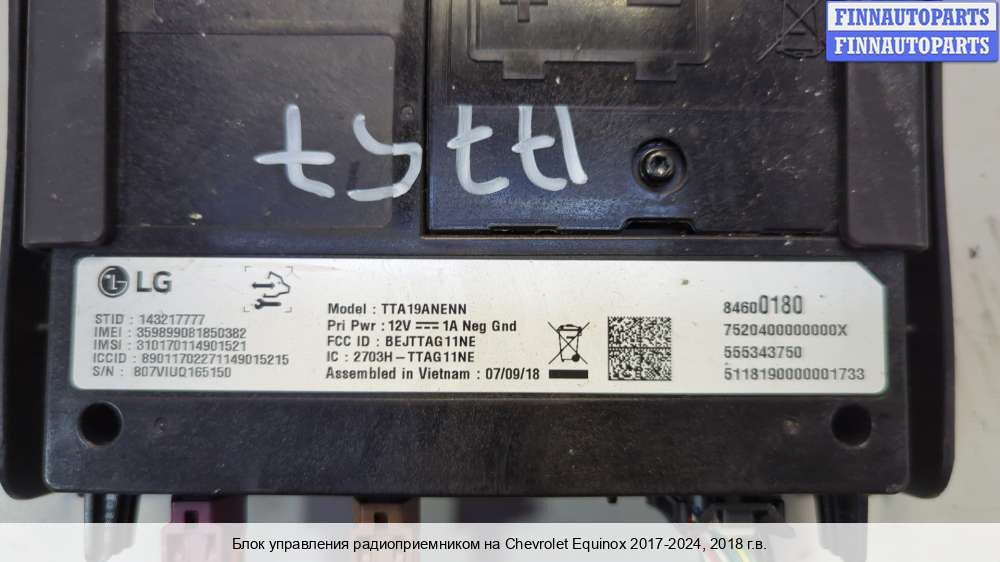 FINNAUTOPARTS
FINNAUTOPARTS
LG
STID : 143217777
IMEI : 359899081850382
IMSI : 310170114901521
ICCID : 89011702271149015215
S/N : 807VIUQ165150
Model : TTA19ANENN
Pri Pwr : 12V 1A Neg Gnd
FCC ID : BEJTTAG11NE
IC : 2703H-TTAG11NE
Assembled in Vietnam : 07/09/18
84600180
7520400000000X
555343750
5118190000001733
Блок управления радиоприемником на Chevrolet Equinox 2017-2024, 2018 г.в.